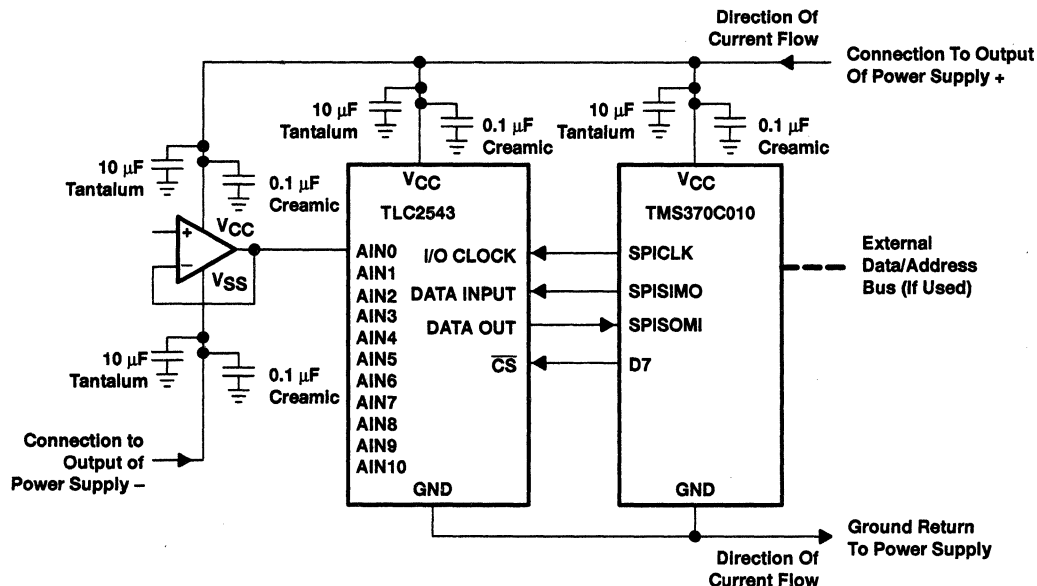 Direction Of
Current Flow
Connection To Output
Of Power Supply +
10 µF
Tantalum
0.1 µF
Creamic
10 µF
Tantalum
0.1 µF
Creamic
10 µF
Tantalum
0.1 µF
Creamic
VCC
TLC2543
VCC
TMS370C010
+
VCC
−
VSS
AIN0
AIN1
AIN2
AIN3
AIN4
AIN5
AIN6
AIN7
AIN8
AIN9
AIN10
I/O CLOCK
DATA INPUT
DATA OUT
C̅S̅
SPICLK
SPISIMO
SPISOMI
D7
External
Data/Address
Bus (If Used)
10 µF
Tantalum
0.1 µF
Creamic
Connection to
Output of
Power Supply –
GND
GND
Ground Return
To Power Supply
Direction Of
Current Flow